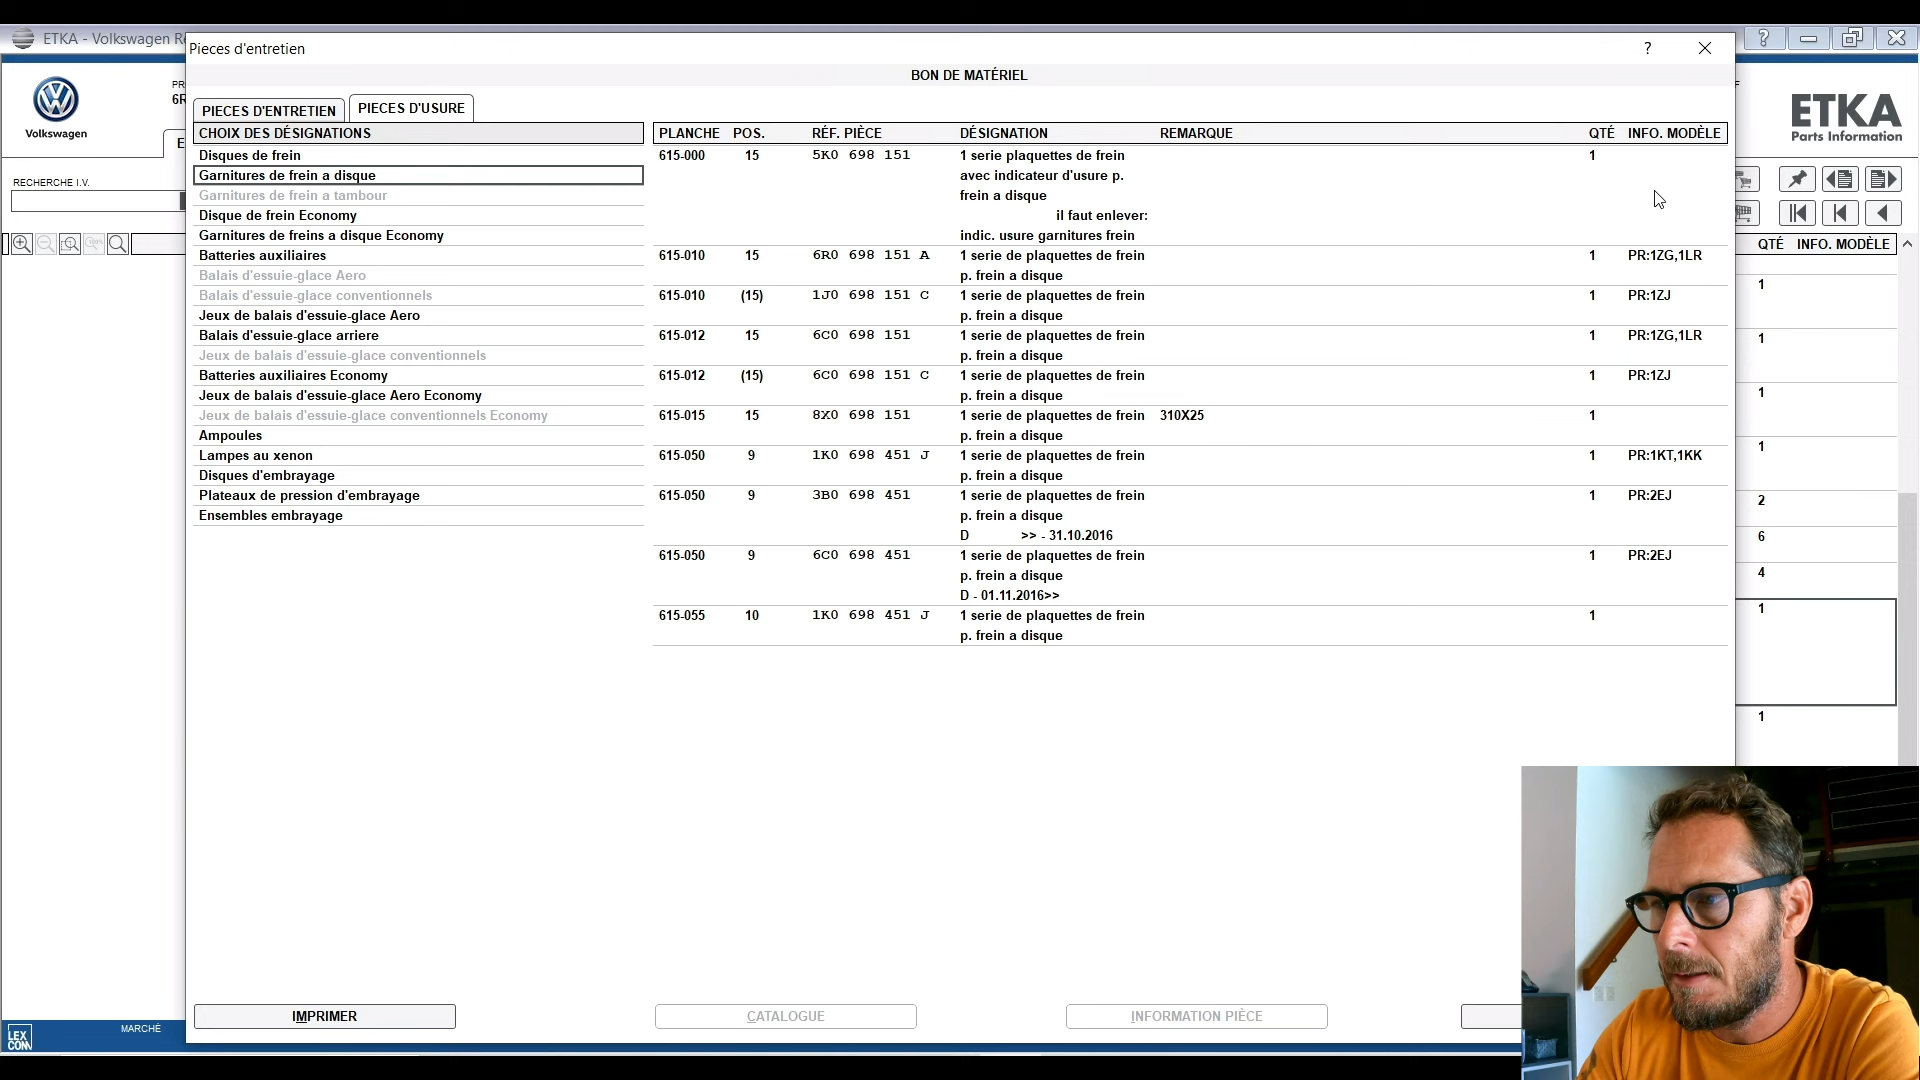 ETKA - Volkswagen R
Pieces d'entretien
?
BON DE MATÉRIEL
Volkswagen
PR
6R
E
ETKA
Parts Information
F
RECHERCHE I.V.
PIECES D'ENTRETIEN
PIECES D'USURE
CHOIX DES DÉSIGNATIONS
Disques de frein
Garnitures de frein a disque
Garnitures de frein a tambour
Disque de frein Economy
Garnitures de freins a disque Economy
Batteries auxiliaires
Balais d'essuie-glace Aero
Balais d'essuie-glace conventionnels
Jeux de balais d'essuie-glace Aero
Balais d'essuie-glace arriere
Jeux de balais d'essuie-glace conventionnels
Batteries auxiliaires Economy
Jeux de balais d'essuie-glace Aero Economy
Jeux de balais d'essuie-glace conventionnels Economy
Ampoules
Lampes au xenon
Disques d'embrayage
Plateaux de pression d'embrayage
Ensembles embrayage
PLANCHE POS. RÉF. PIÈCE DÉSIGNATION REMARQUE QTÉ INFO. MODÈLE
615-000 15 5K0 698 151 1 serie plaquettes de frein 1
avec indicateur d'usure p.
frein a disque
il faut enlever:
indic. usure garnitures frein
615-010 15 6R0 698 151 A 1 serie de plaquettes de frein 1 PR:1ZG,1LR
p. frein a disque
615-010 (15) 1J0 698 151 C 1 serie de plaquettes de frein 1 PR:1ZJ
p. frein a disque
615-012 15 6C0 698 151 1 serie de plaquettes de frein 1 PR:1ZG,1LR
p. frein a disque
615-012 (15) 6C0 698 151 C 1 serie de plaquettes de frein 1 PR:1ZJ
p. frein a disque
615-015 15 8X0 698 151 1 serie de plaquettes de frein 310X25 1
p. frein a disque
615-050 9 1K0 698 451 J 1 serie de plaquettes de frein 1 PR:1KT,1KK
p. frein a disque
615-050 9 3B0 698 451 1 serie de plaquettes de frein 1 PR:2EJ
p. frein a disque
D >> - 31.10.2016
615-050 9 6C0 698 451 1 serie de plaquettes de frein 1 PR:2EJ
p. frein a disque
D - 01.11.2016>>
615-055 10 1K0 698 451 J 1 serie de plaquettes de frein 1
p. frein a disque
QTÉ INFO. MODÈLE
1
1
1
1
2
6
4
1
1
IMPRIMER
CATALOGUE
INFORMATION PIÈCE
LEX
COM
MARCHÉ